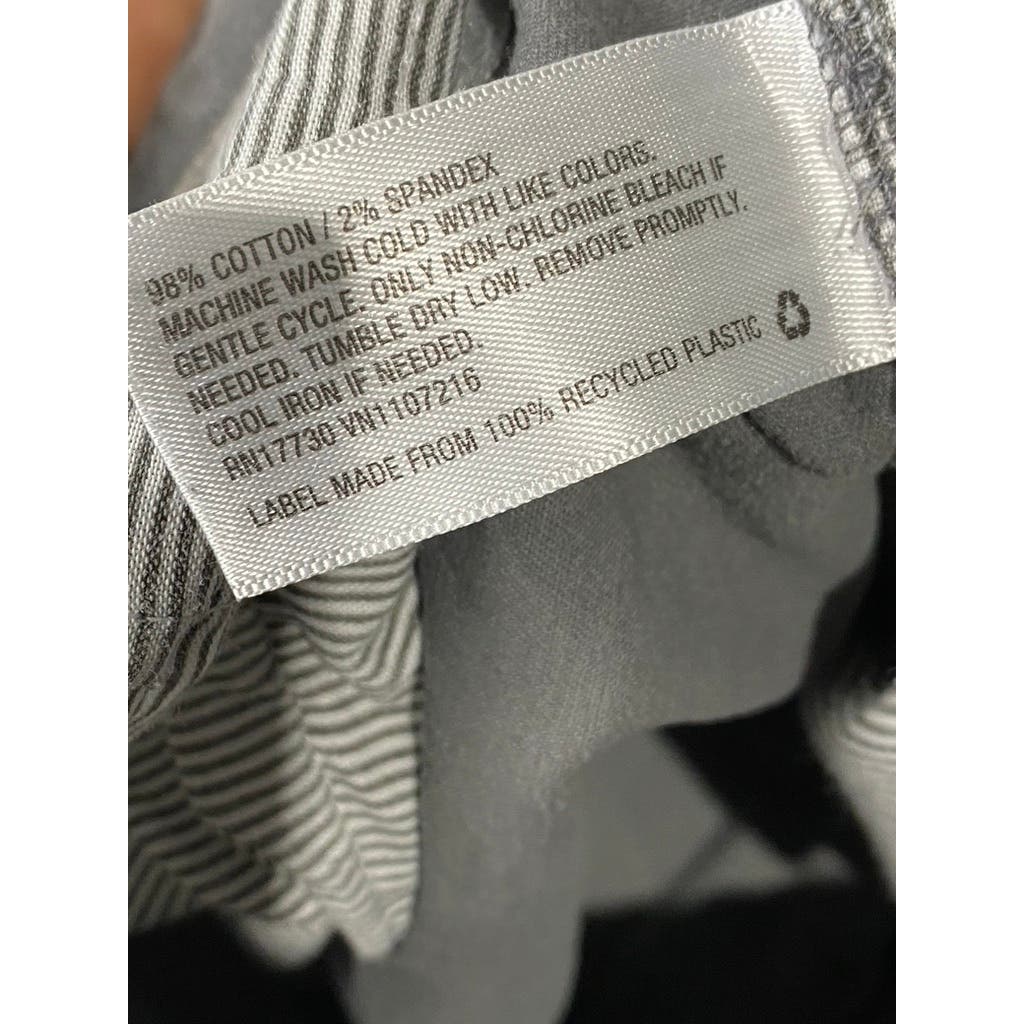 98% COTTON / 2% SPANDEX
MACHINE WASH COLD WITH LIKE COLORS.
GENTLE CYCLE. ONLY NON-CHLORINE BLEACH IF
NEEDED. TUMBLE DRY LOW. REMOVE PROMPTLY.
COOL IRON IF NEEDED.
RN17730 VN1107216
LABEL MADE FROM 100% RECYCLED PLASTIC